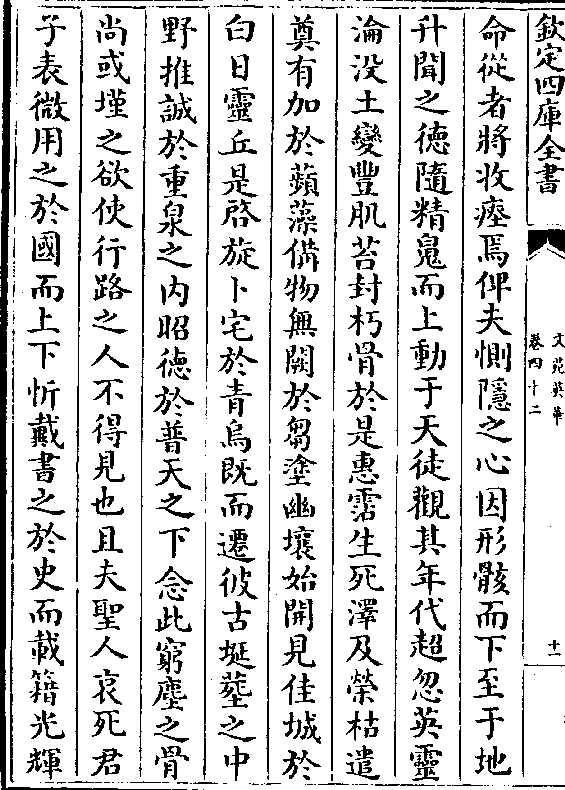 欽定四庫全書
文苑英華
卷四十二
十一
命從者將收瘞焉俾夫惻隱之心因形骸而下至于地
升聞之德隨精鬼而上動于天徒觀其年代超忽英靈
淪没土變豐肌苔封朽骨於是惠霑生死澤及榮枯遣
奠有加於蘋藻備物無闕於芻塗幽壤始開見佳城於
白日靈丘是啓旋卜宅於青烏既而遷彼古埏葬之中
野推誠於重泉之内昭德於普天之下念此窮塵之骨
尚或墐之欲使行路之人不得見也且夫聖人哀死君
子表微用之於國而上下忻戴書之於史而載籍光輝